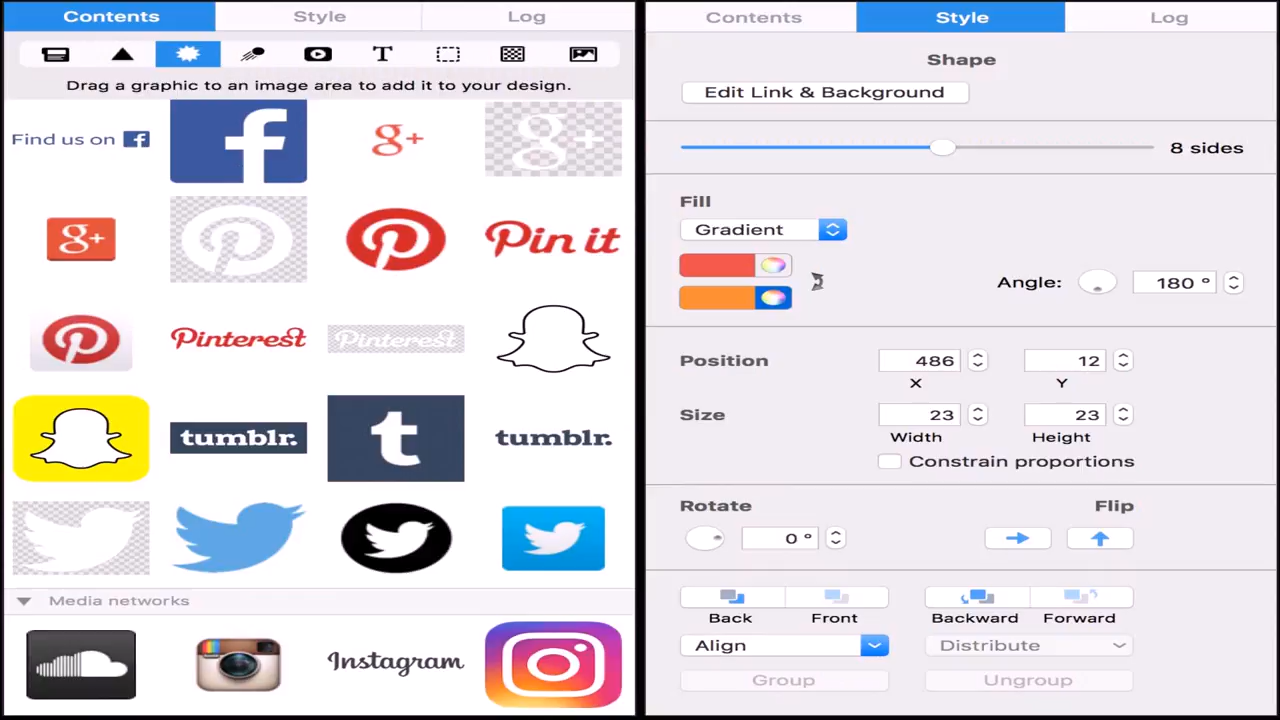 Contents
Style
Log
T
Drag a graphic to an image area to add it to your design.
Find us on f
f
g+
g+
g+
Pin it
Pinterest
Pinterest
tumblr.
t
tumblr.
Media networks
Instagram
Contents
Style
Log
Shape
Edit Link & Background
8 sides
Fill
Gradient
Angle: 180 °
Position 486 12
X Y
Size 23 23
Width Height
Constrain proportions
Rotate Flip
0 °
Back Front Backward Forward
Align Distribute
Group Ungroup